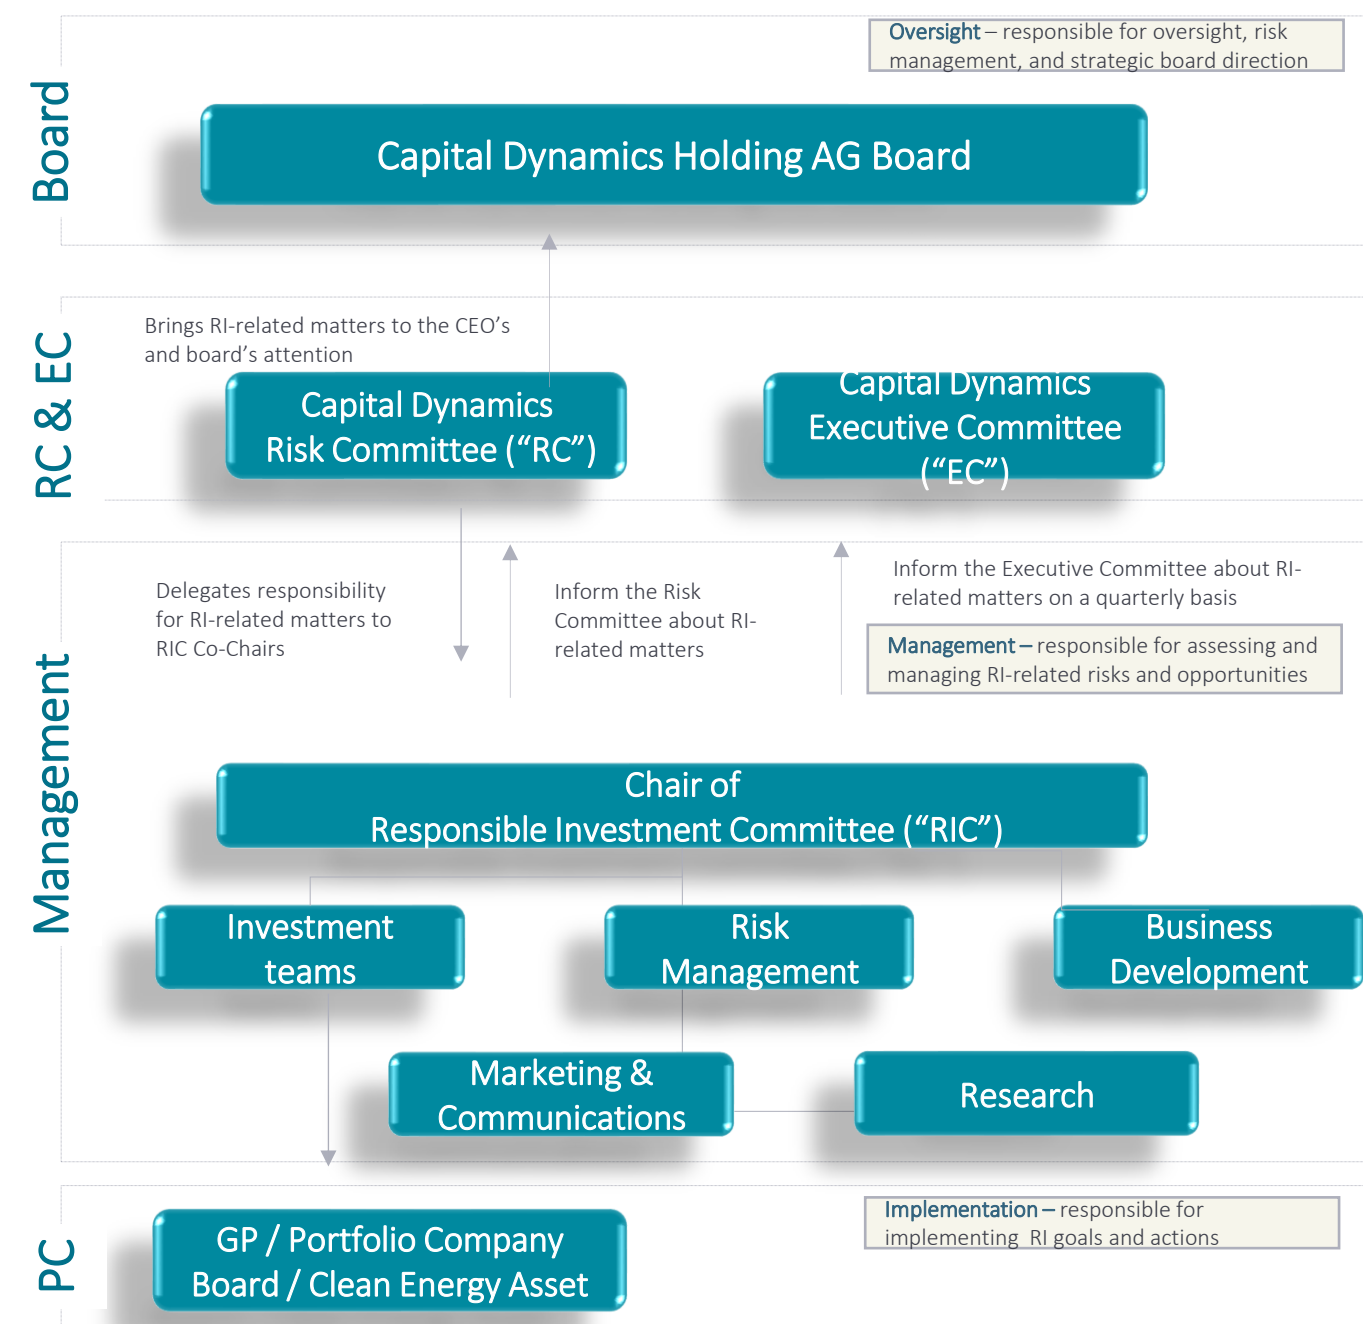 Board
Oversight – responsible for oversight, risk
management, and strategic board direction
Capital Dynamics Holding AG Board
RC & EC
Brings RI-related matters to the CEO’s
and board’s attention
Capital Dynamics
Risk Committee (“RC”)
Capital Dynamics
Executive Committee
(“EC”)
Management
Delegates responsibility
for RI-related matters to
RIC Co-Chairs
Inform the Risk
Committee about RI-
related matters
Inform the Executive Committee about RI-
related matters on a quarterly basis
Management – responsible for assessing and
managing RI-related risks and opportunities
Chair of
Responsible Investment Committee (“RIC”)
Investment
teams
Risk
Management
Business
Development
Marketing &
Communications
Research
PC
Implementation – responsible for
implementing RI goals and actions
GP / Portfolio Company
Board / Clean Energy Asset